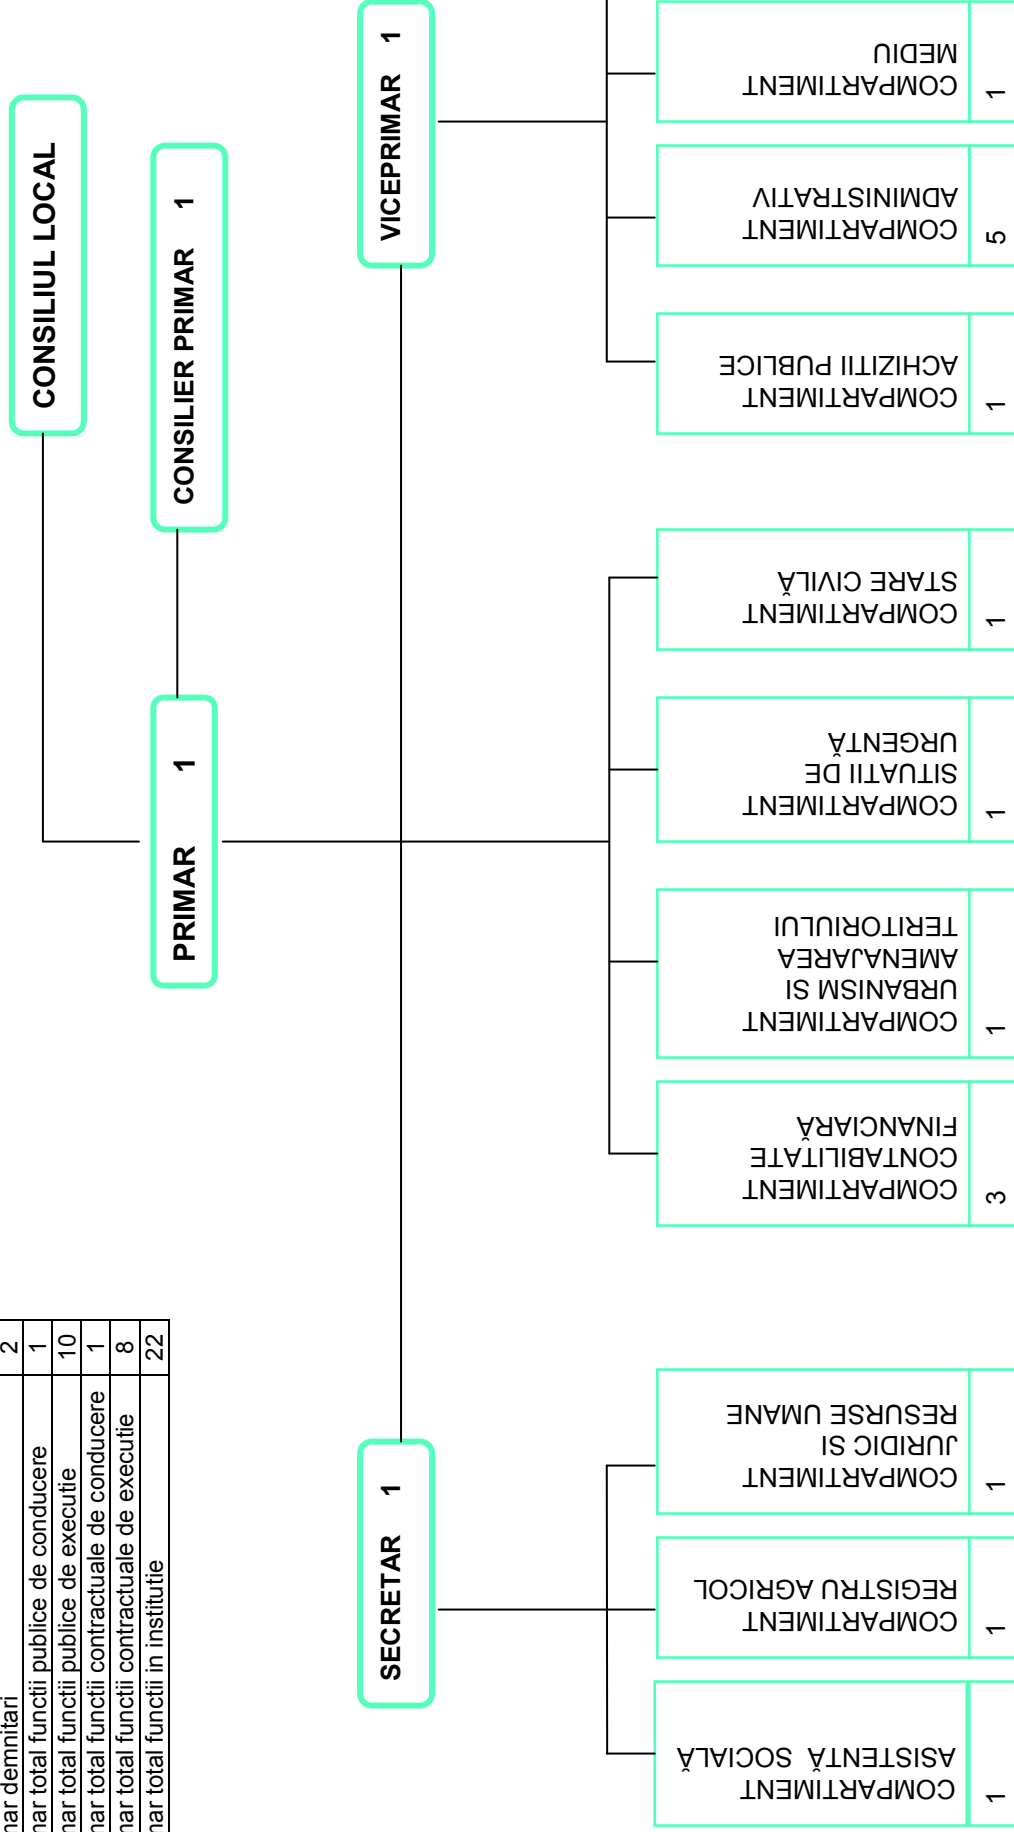 CONSILIUL LOCAL
PRIMAR 1
CONSILIER PRIMAR 1
SECRETAR 1
VICEPRIMAR 1
COMPARTIMENT
ASISTENTĂ SOCIALĂ
1
COMPARTIMENT
REGISTRU AGRICOL
1
COMPARTIMENT
JURIDIC SI
RESURSE UMANE
1
COMPARTIMENT
CONTABILITATE
FINANCIARĂ
3
COMPARTIMENT
URBANISM SI
AMENAJAREA
TERITORIULUI
1
COMPARTIMENT
SITUATII DE
URGENTĂ
1
COMPARTIMENT
STARE CIVILĂ
1
COMPARTIMENT
ACHIZITII PUBLICE
1
COMPARTIMENT
ADMINISTRATIV
5
COMPARTIMENT
MEDIU
1
demnitari 2
total functii publice de conducere 1
total functii publice de executie 10
total functii contractuale de conducere 1
total functii contractuale de executie 8
total functii in institutie 22